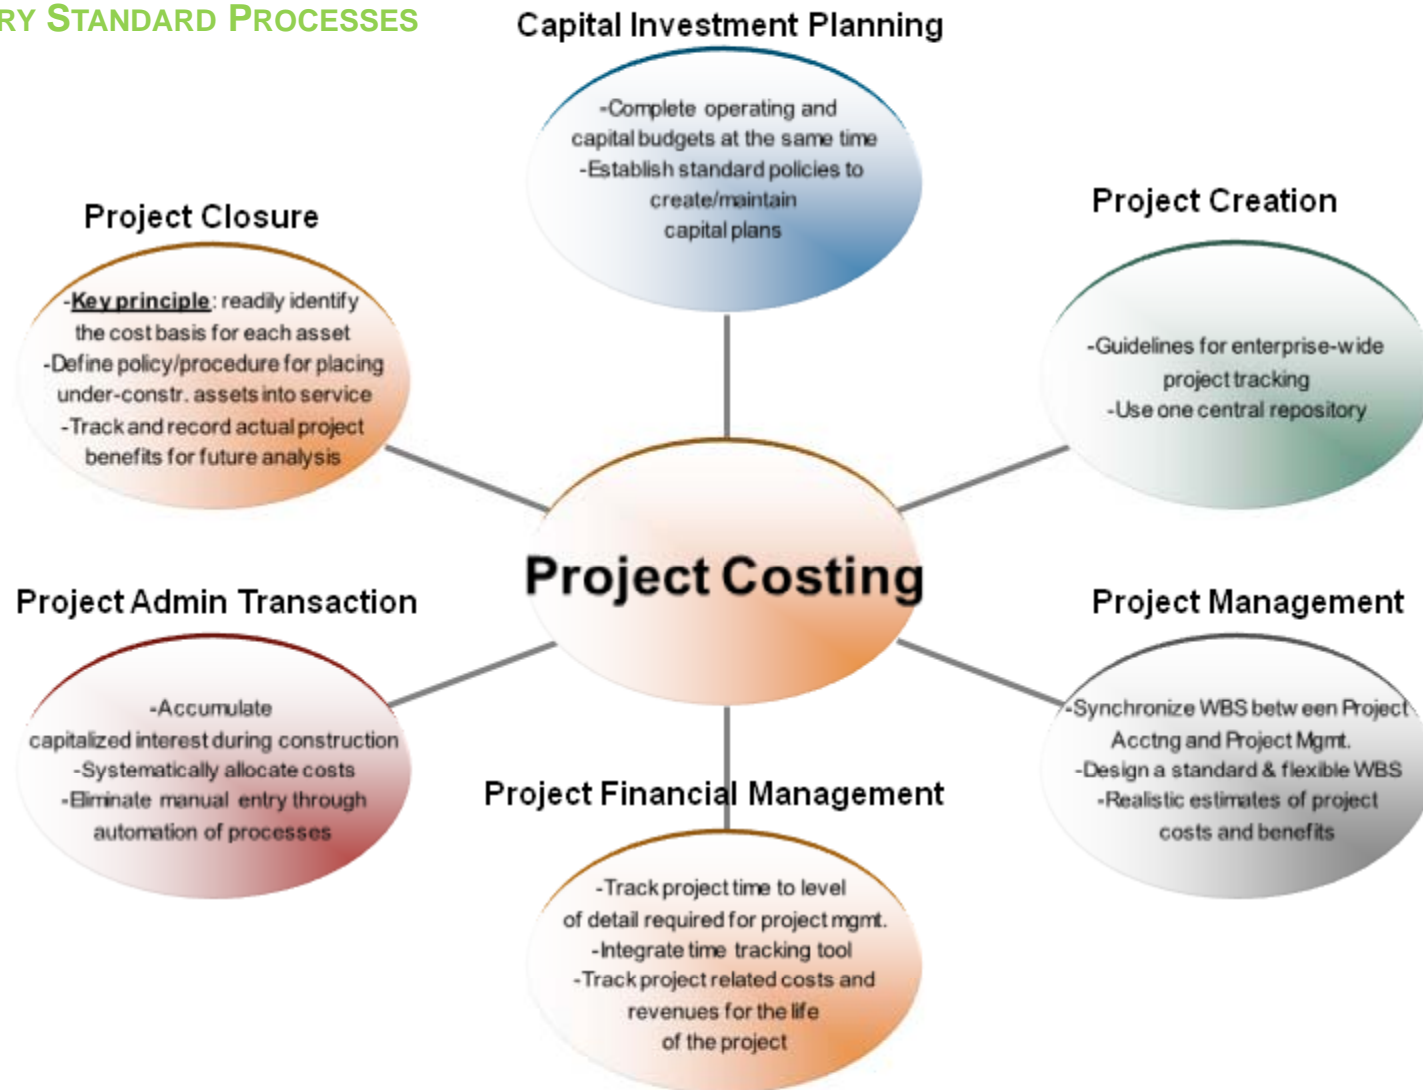 RY STANDARD PROCESSES
Capital Investment Planning
-Complete operating and
capital budgets at the same time
-Establish standard policies to
create/maintain
capital plans
Project Closure
-Key principle: readily identify
the cost basis for each asset
-Define policy/procedure for placing
under-constr. assets into service
-Track and record actual project
benefits for future analysis
Project Creation
-Guidelines for enterprise-wide
project tracking
-Use one central repository
Project Costing
Project Admin Transaction
-Accumulate
capitalized interest during construction
-Systematically allocate costs
-Eliminate manual entry through
automation of processes
Project Management
-Synchronize WBS between Project
Acctng and Project Mgmt.
-Design a standard & flexible WBS
-Realistic estimates of project
costs and benefits
Project Financial Management
-Track project time to level
of detail required for project mgmt.
-Integrate time tracking tool
-Track project related costs and
revenues for the life
of the project